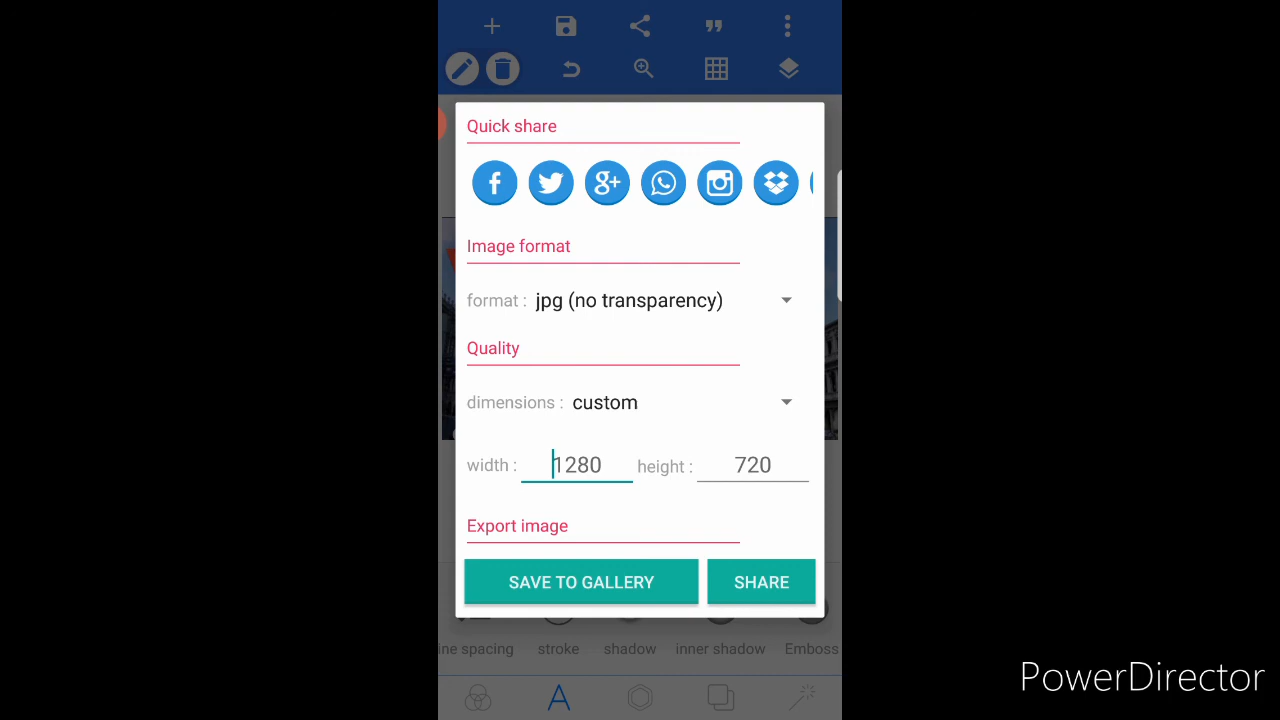 Quick share
Image format
format : jpg (no transparency)
Quality
dimensions : custom
width : 1280 height : 720
Export image
SAVE TO GALLERY SHARE
ne spacing stroke shadow inner shadow Emboss
PowerDirector